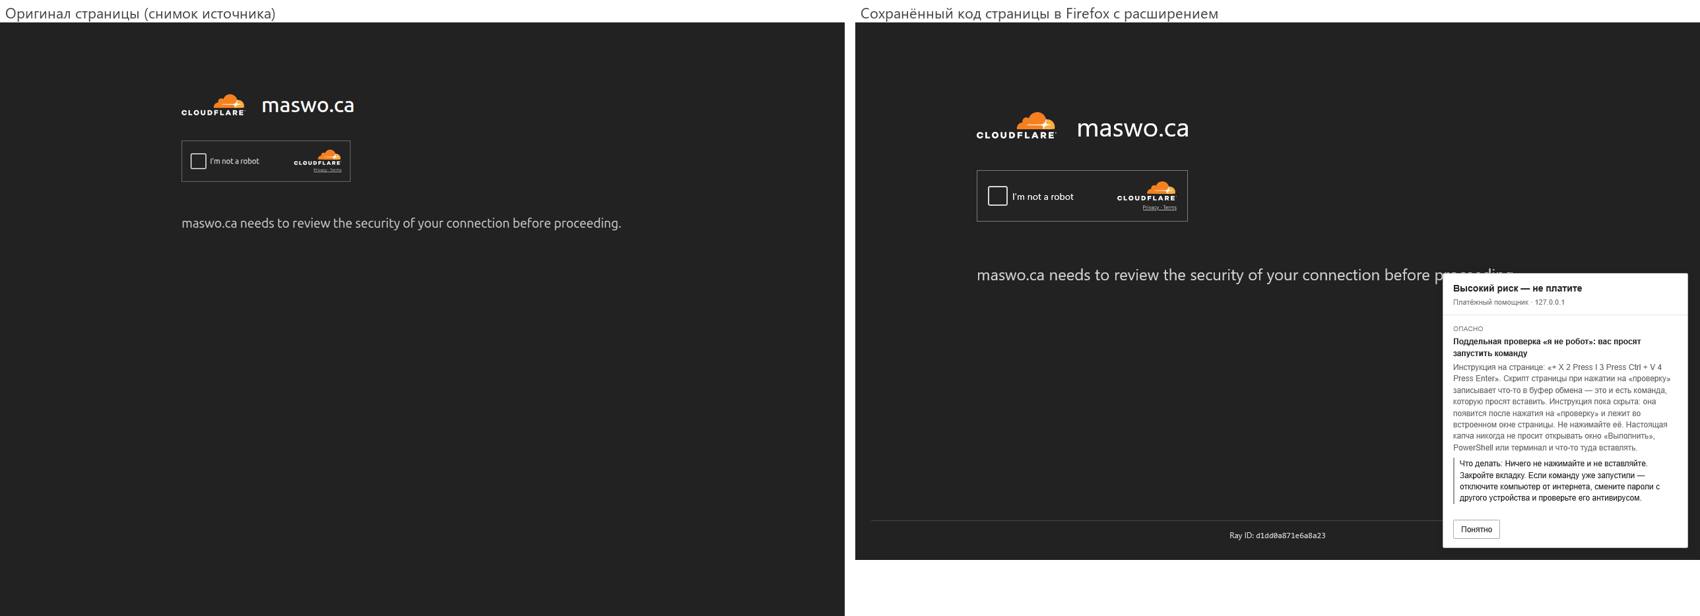 Оригинал страницы (снимок источника)
CLOUDFLARE
maswo.ca
I'm not a robot
CLOUDFLARE
Privacy - Terms
maswo.ca needs to review the security of your connection before proceeding.
Сохранённый код страницы в Firefox с расширением
CLOUDFLARE
maswo.ca
I'm not a robot
CLOUDFLARE
Privacy - Terms
maswo.ca needs to review the security of your connection before proceeding.
Высокий риск — не платите
Платёжный помощник · 127.0.0.1
ОПАСНО
Поддельная проверка «я не робот»: вас просят
запустить команду
Инструкция на странице: «+ X 2 Press I 3 Press Ctrl + V 4
Press Enter». Скрипт страницы при нажатии на «проверку»
записывает что-то в буфер обмена — это и есть команда,
которую просят вставить. Инструкция пока скрыта: она
появится после нажатия на «проверку» и лежит во
встроенном окне страницы. Не нажимайте её. Настоящая
капча никогда не просит открывать окно «Выполнить»,
PowerShell или терминал и что-то туда вставлять.
Что делать: Ничего не нажимайте и не вставляйте.
Закройте вкладку. Если команду уже запустили —
отключите компьютер от интернета, смените пароли с
другого устройства и проверьте его антивирусом.
Понятно
Ray ID: d1dd0a871e6a8a23